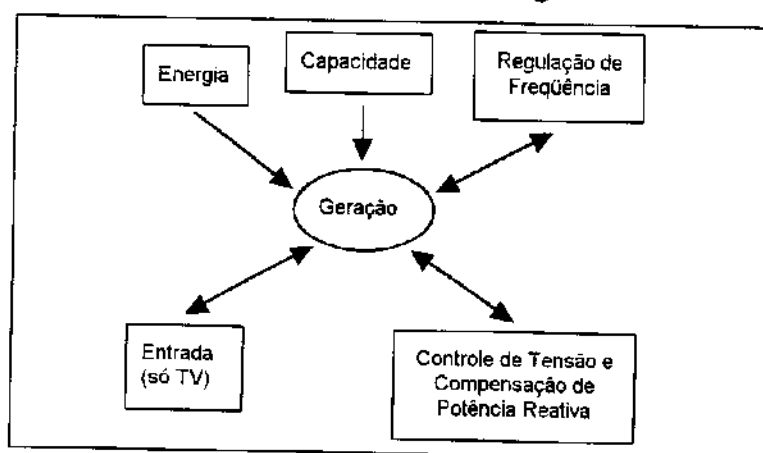 Energia
Capacidade
Regulação de
Freqüência
Geração
Entrada
(só TV)
Controle de Tensão e
Compensação de
Potência Reativa